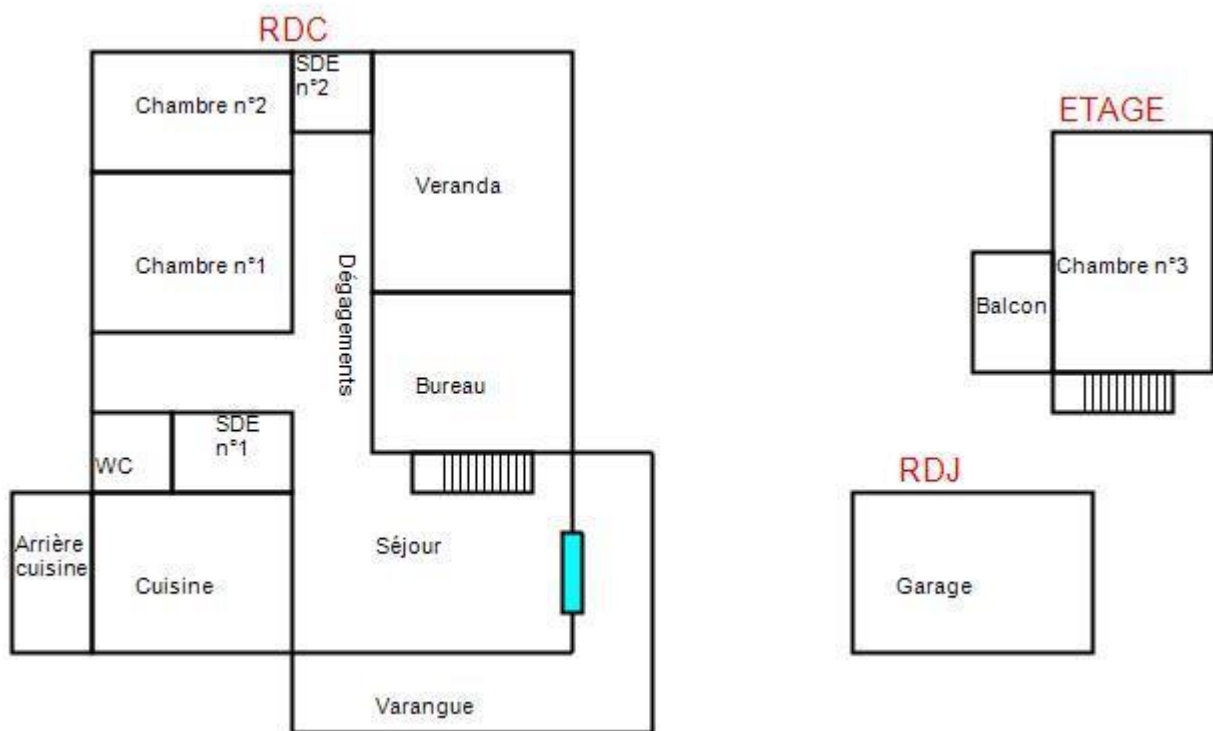 RDC
SDE
n°2
Chambre n°2
Veranda
Chambre n°1
Dégagements
Bureau
SDE
n°1
WC
Arrière
cuisine
Cuisine
Séjour
Varangue
ETAGE
Chambre n°3
Balcon
RDJ
Garage